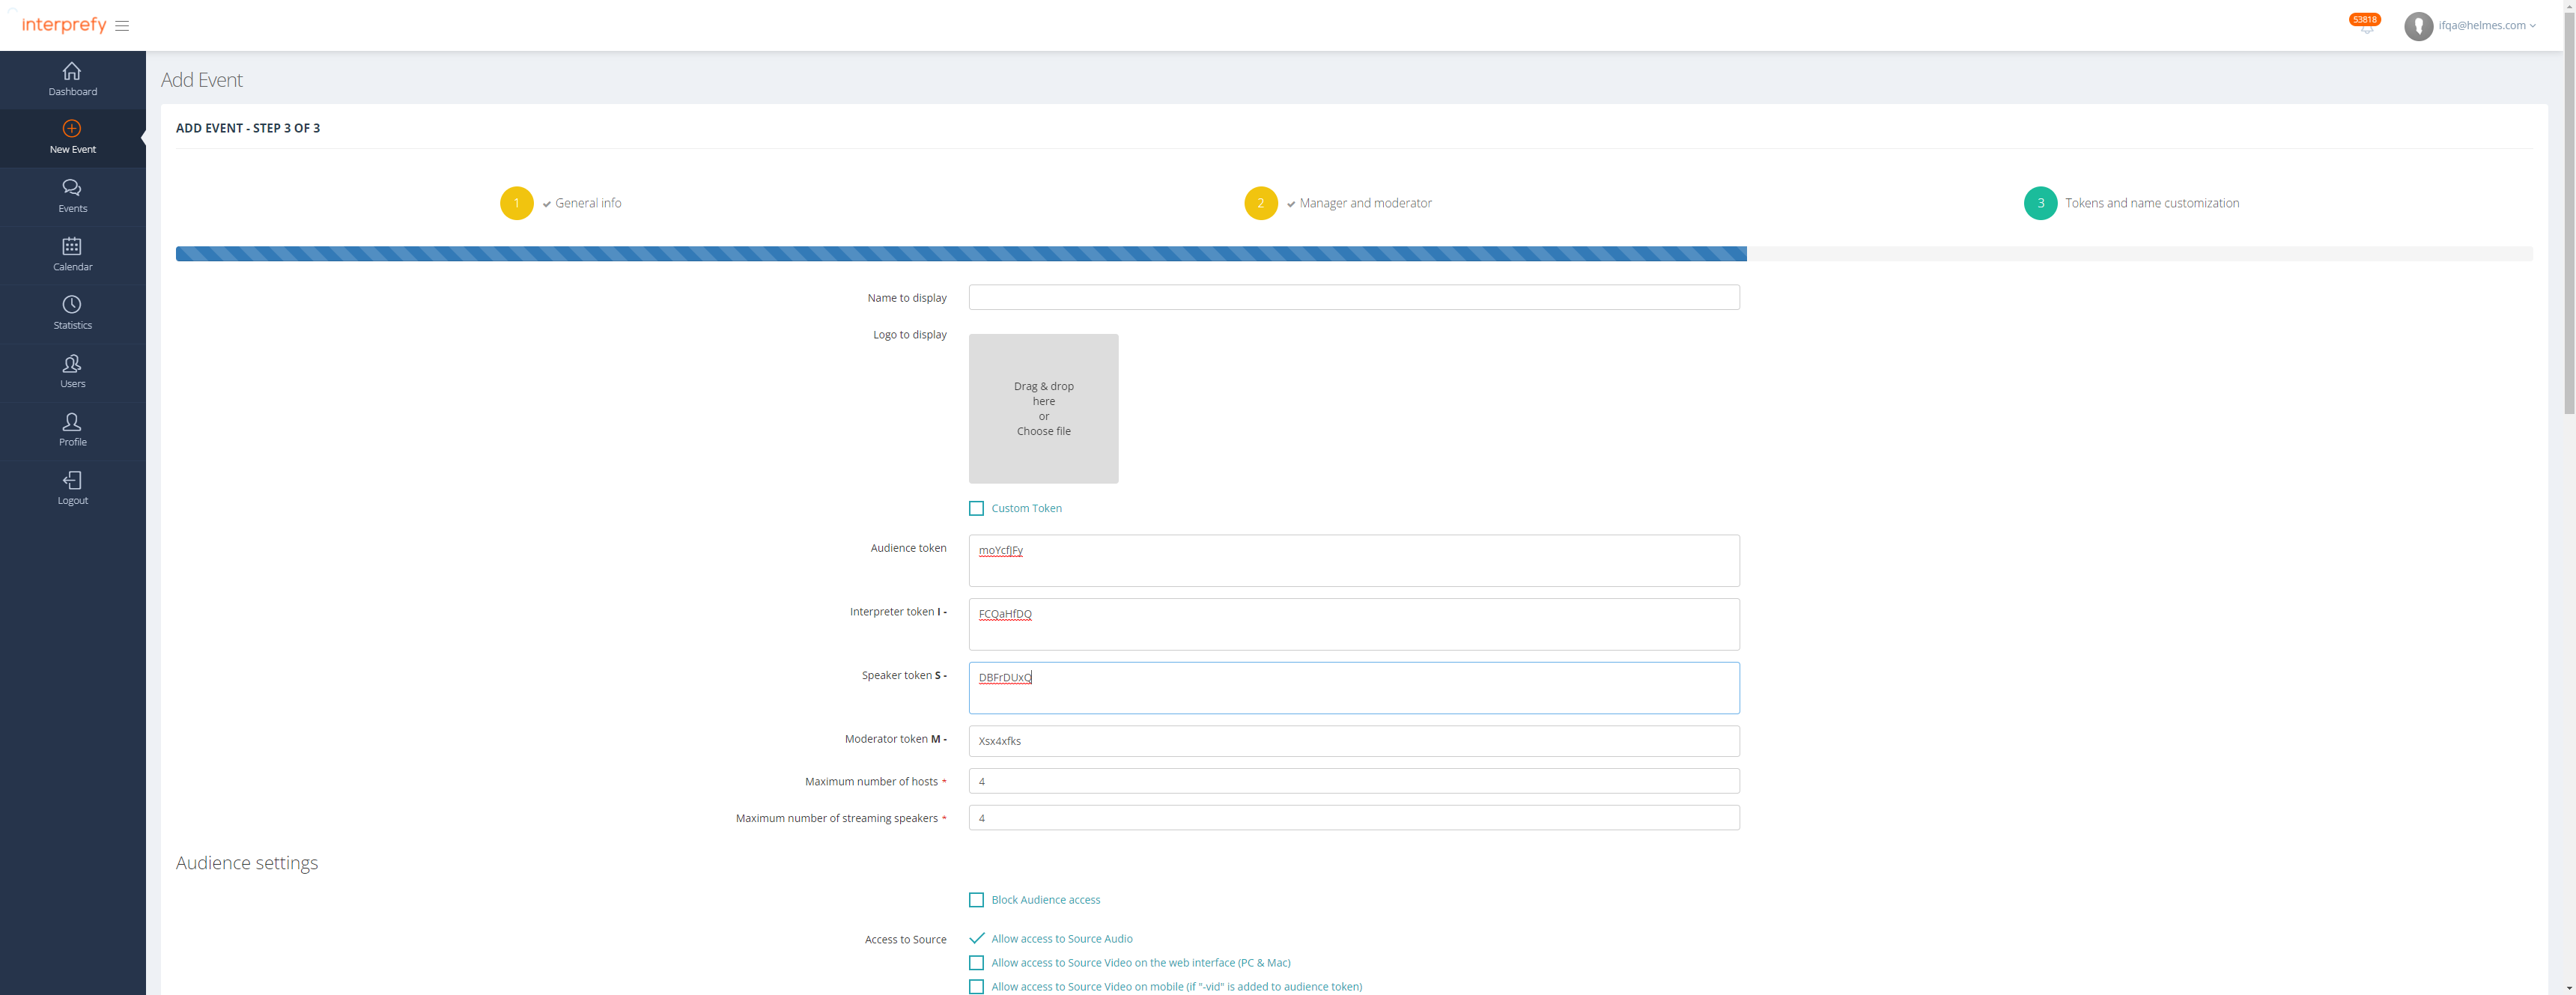 interprefy
53818
ifqa@helmes.com
Dashboard
New Event
Events
Calendar
Statistics
Users
Profile
Logout
Add Event
ADD EVENT - STEP 3 OF 3
1 General info
2 Manager and moderator
3 Tokens and name customization
Name to display
Logo to display
Drag & drop
here
or
Choose file
Custom Token
Audience token
moYcfJFy
Interpreter token I -
FCQaHfDQ
Speaker token S -
DBFrDUxQ
Moderator token M -
Xsx4xfks
Maximum number of hosts *
4
Maximum number of streaming speakers *
4
Audience settings
Block Audience access
Access to Source
Allow access to Source Audio
Allow access to Source Video on the web interface (PC & Mac)
Allow access to Source Video on mobile (if "-vid" is added to audience token)